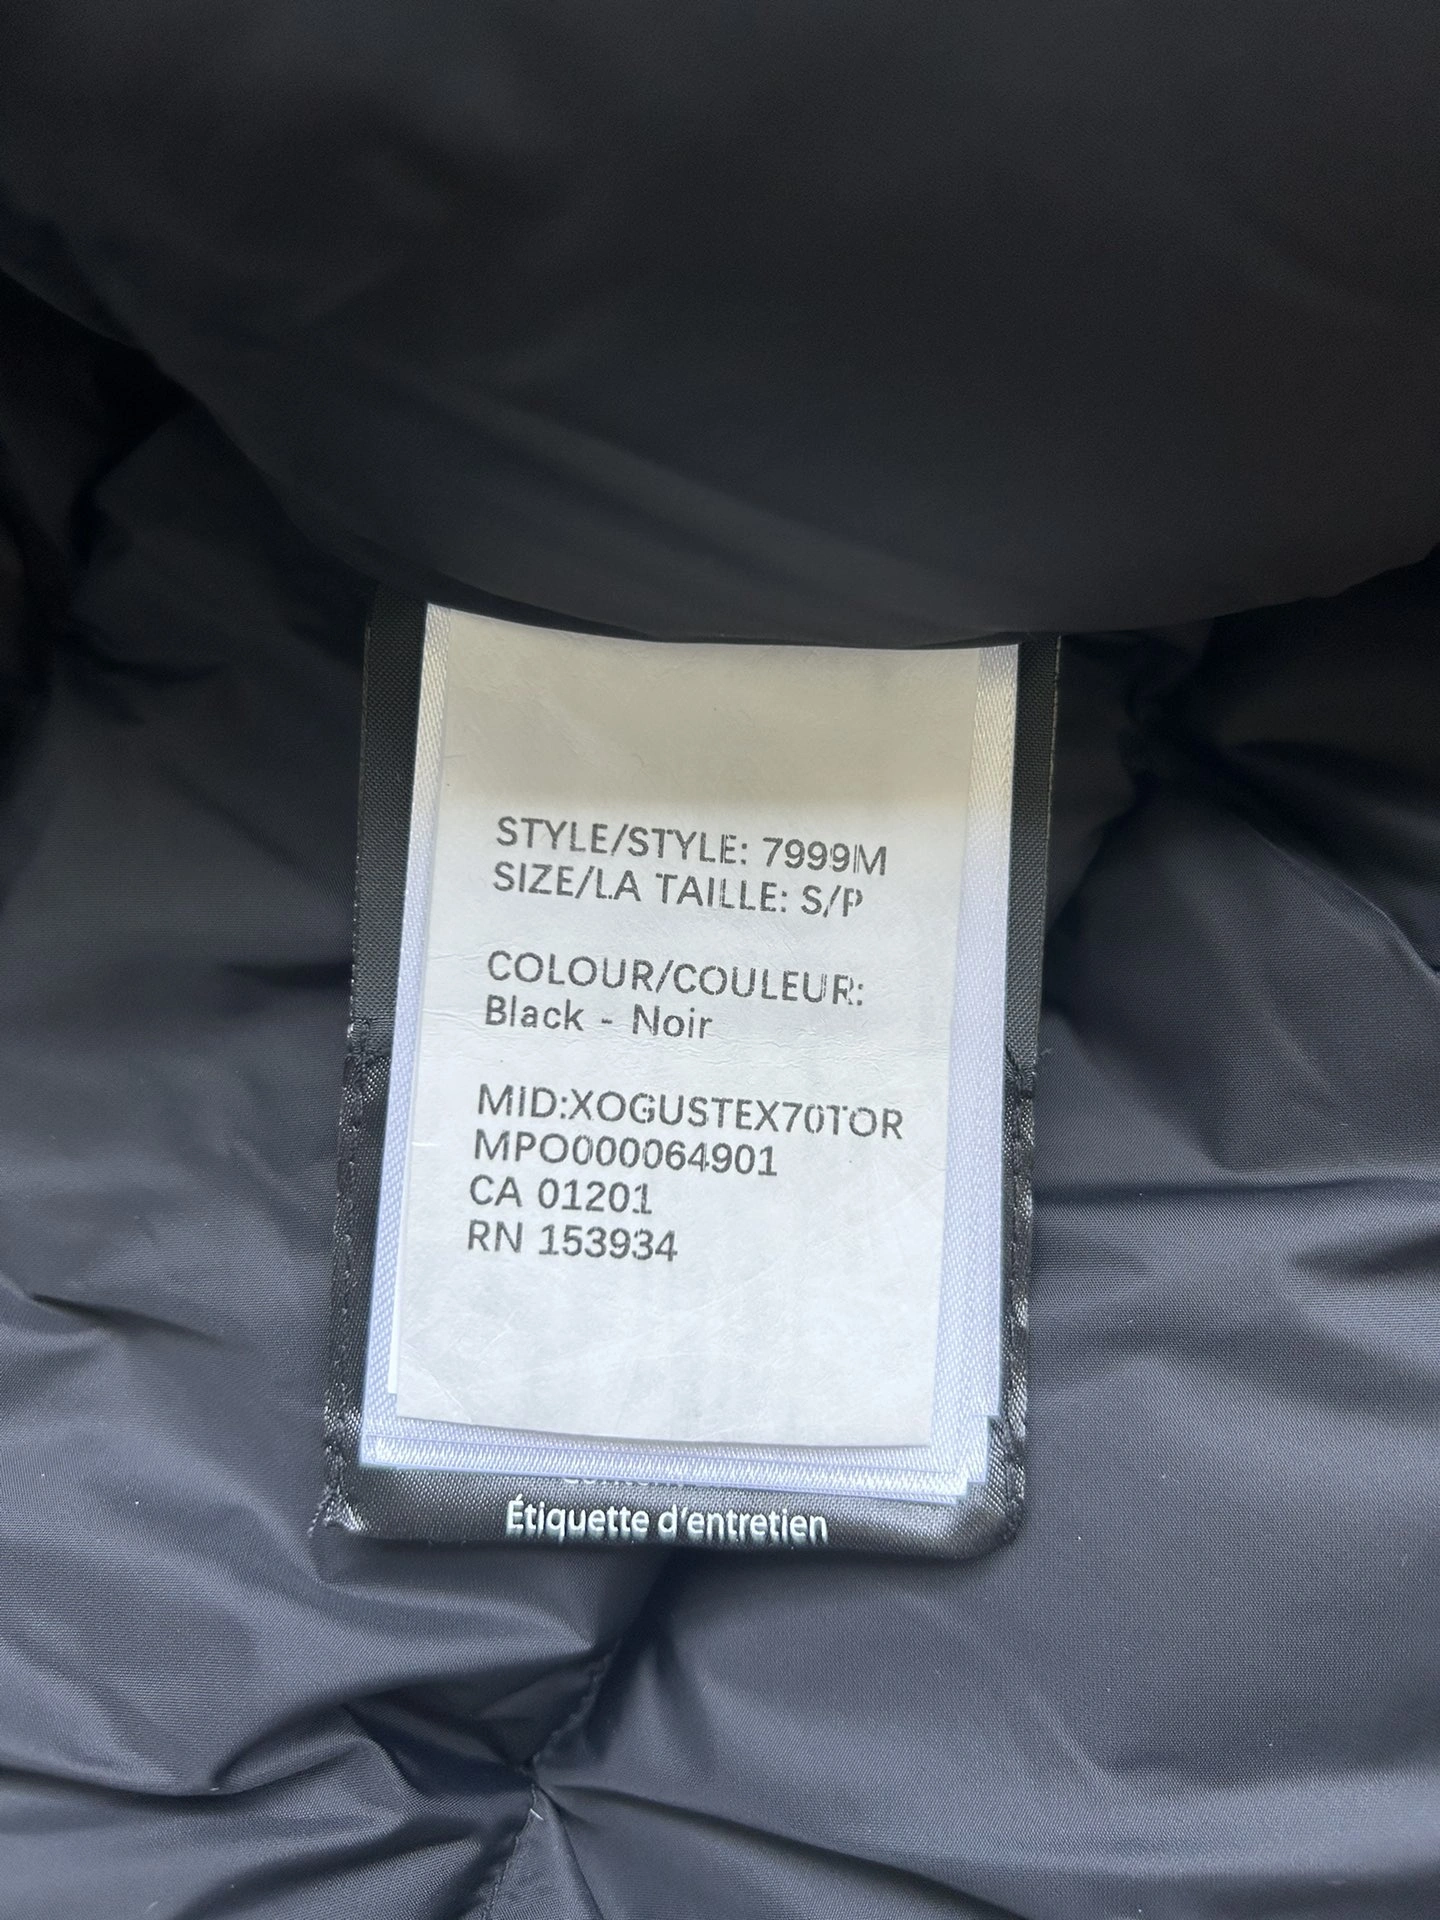 STYLE/STYLE: 7999M
SIZE/LA TAILLE: S/P
COLOUR/COULEUR:
Black - Noir
MID:XOGUSTEX70TOR
MPO000064901
CA 01201
RN 153934
Étiquette d'entretien